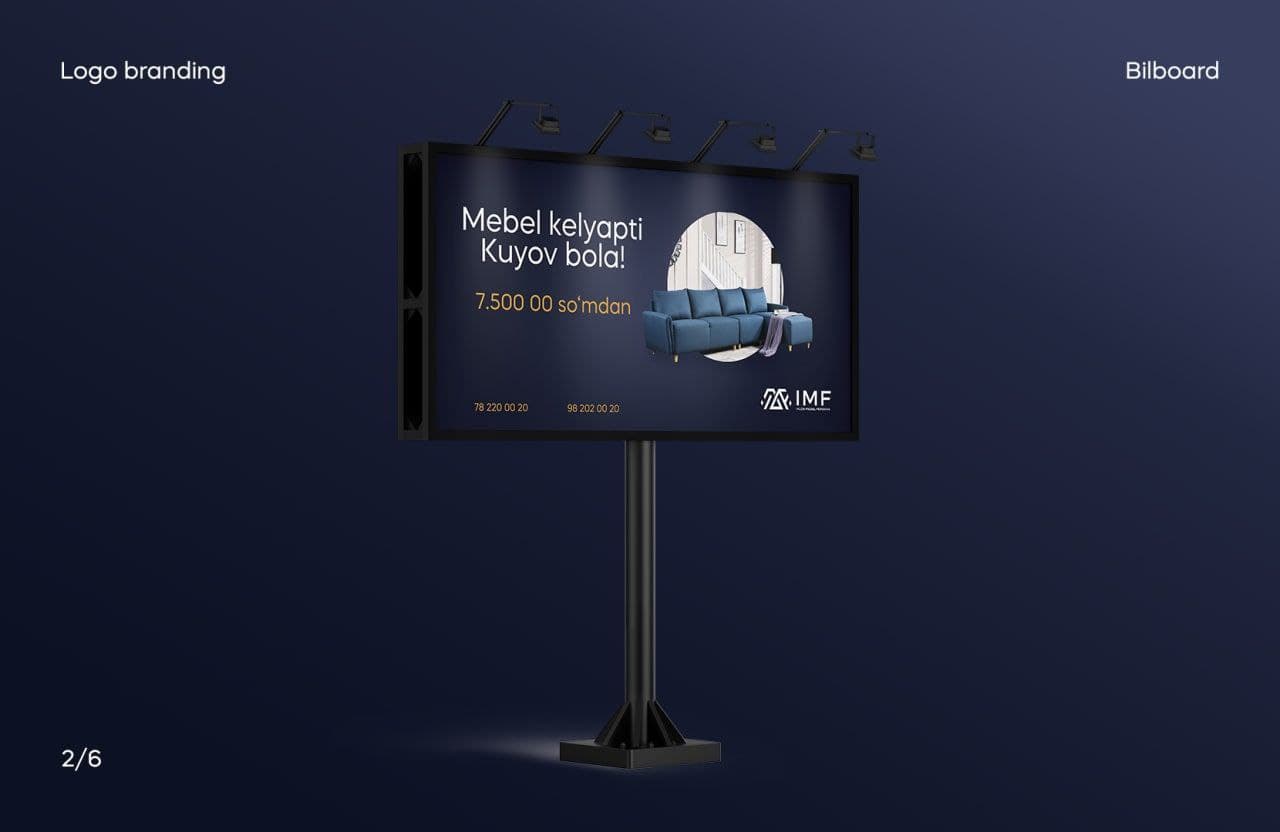 Logo branding
Bilboard
Mebel kelyapti
Kuyov bola!
7.500 00 so‘mdan
78 220 00 20
98 202 00 20
IMF
2/6